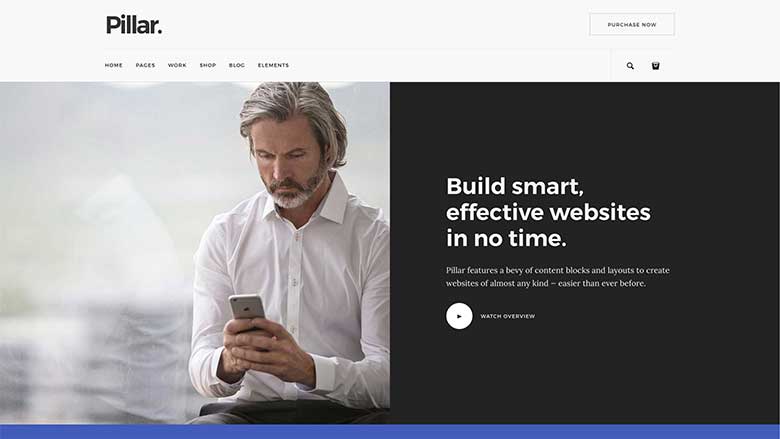 Pillar.
PURCHASE NOW
HOME PAGES WORK SHOP BLOG ELEMENTS
Build smart,
effective websites
in no time.
Pillar features a bevy of content blocks and layouts to create
websites of almost any kind — easier than ever before.
WATCH OVERVIEW